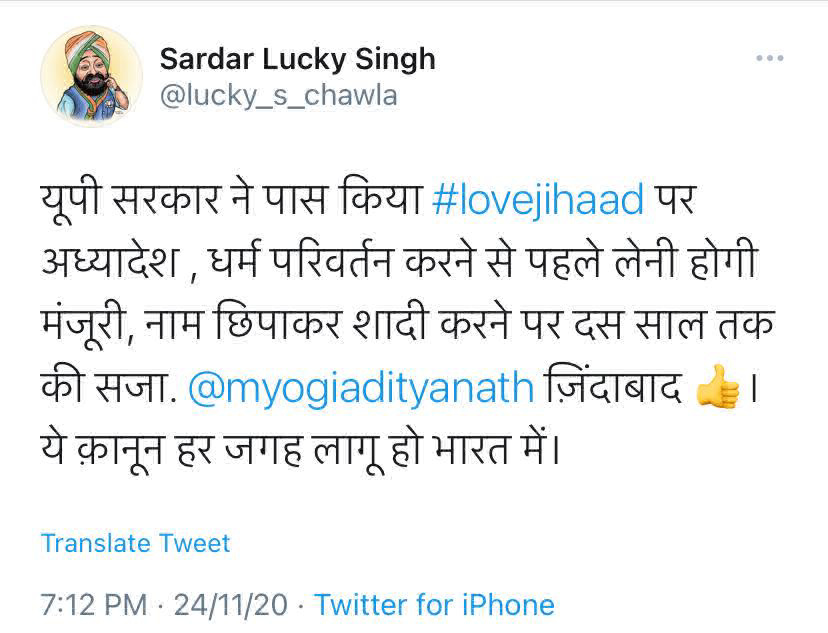 Sardar Lucky Singh
@lucky_s_chawla
यूपी सरकार ने पास किया #lovejihaad पर
अध्यादेश , धर्म परिवर्तन करने से पहले लेनी होगी
मंजूरी, नाम छिपाकर शादी करने पर दस साल तक
की सजा. @myogiadityanath ज़िंदाबाद 👍।
ये क़ानून हर जगह लागू हो भारत में।
Translate Tweet
7:12 PM · 24/11/20 · Twitter for iPhone